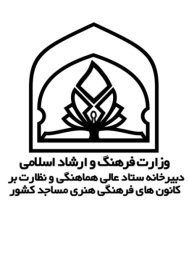 وزارت فرهنگ و ارشاد اسلامی
دبیرخانه ستاد عالی هماهنگی و نظارت بر
کانون های فرهنگی هنری مساجد کشور